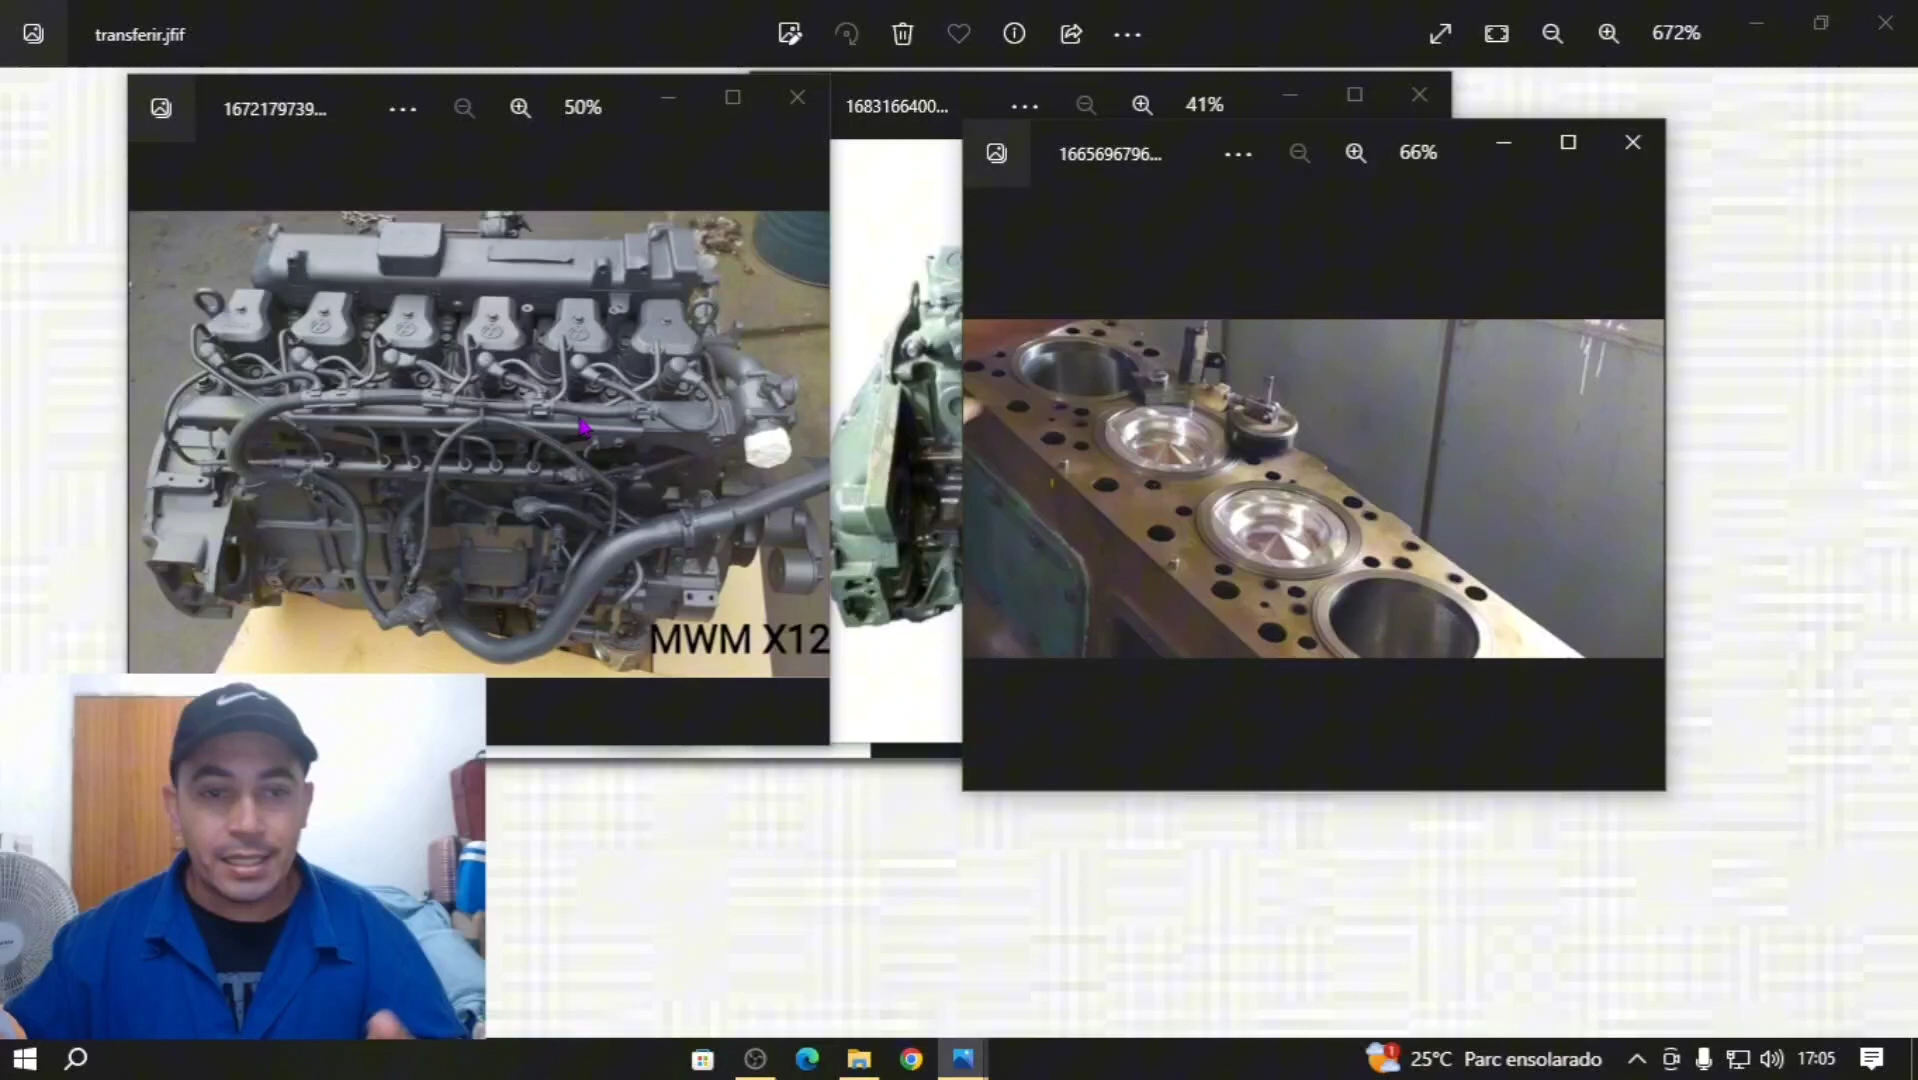 transferir.jfif
672%
1672179739...
50%
1683166400...
41%
1665696796...
66%
MWM X12
25°C Parc ensolarado
17:05